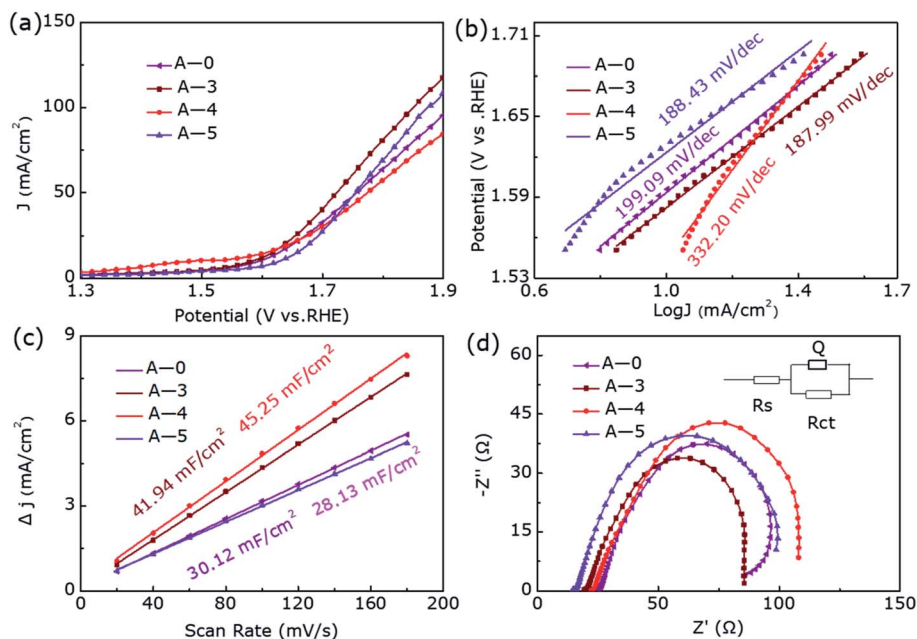 (a)
150
100
50
0
J (mA/cm²)
A—0
A—3
A—4
A—5
1.3 1.5 1.7 1.9
Potential (V vs.RHE)
(b)
1.71
1.65
1.59
1.53
Potential (V vs .RHE)
A—0
A—3
A—4
A—5
188.43 mV/dec
199.09 mV/dec
332.20 mV/dec
187.99 mV/dec
0.6 1.0 1.4 1.7
LogJ (mA/cm²)
(c)
9
6
3
0
Δ j (mA/cm²)
A—0
A—3
A—4
A—5
45.25 mF/cm²
41.94 mF/cm²
28.13 mF/cm²
30.12 mF/cm²
0 40 80 120 160 200
Scan Rate (mV/s)
(d)
60
45
30
15
0
-Z'' (Ω)
A—0
A—3
A—4
A—5
Q
Rs
Rct
0 50 100 150
Z' (Ω)